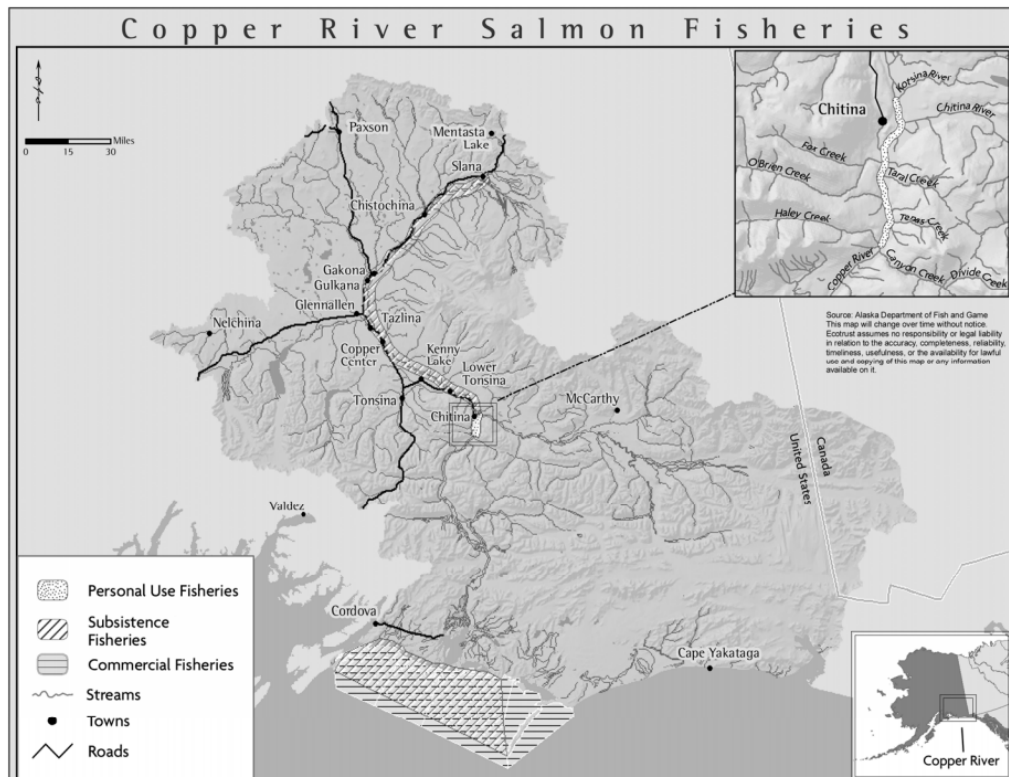 Copper River Salmon Fisheries
Miles
0 15 30
Paxson
Mentasta
Lake
Slana
Chistochina
Gakona
Gulkana
Glennallen
Nelchina
Tazlina
Copper
Center
Kenny
Lake
Lower
Tonsina
Tonsina
Chitina
McCarthy
Valdez
Cordova
Cape Yakataga
Canada
United States
Chitina
Kotsina River
Chitina River
Fox Creek
O'Brien Creek
Taral Creek
Haley Creek
Tenas Creek
Copper River
Canyon Creek
Divide Creek
Source: Alaska Department of Fish and Game
This map will change over time without notice.
Ecotrust assumes no responsibility or legal liability
in relation to the accuracy, completeness, reliability,
timeliness, usefulness, or the availability for lawful
use and copying of this map or any information
available on it.
Personal Use Fisheries
Subsistence
Fisheries
Commercial Fisheries
Streams
Towns
Roads
Copper River